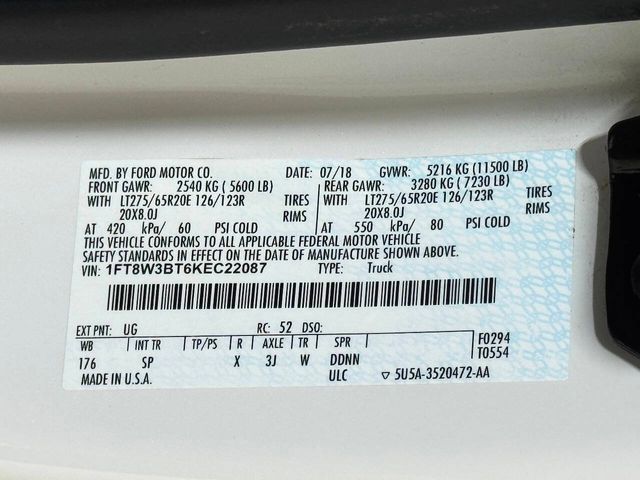 MFD. BY FORD MOTOR CO. DATE: 07/18 GVWR: 5216 KG (11500 LB)
FRONT GAWR: 2540 KG (5600 LB) REAR GAWR: 3280 KG (7230 LB)
WITH LT275/65R20E 126/123R TIRES WITH LT275/65R20E 126/123R TIRES
20X8.0J RIMS 20X8.0J RIMS
AT 420 kPa/ 60 PSI COLD AT 550 kPa/ 80 PSI COLD
THIS VEHICLE CONFORMS TO ALL APPLICABLE FEDERAL MOTOR VEHICLE
SAFETY STANDARDS IN EFFECT ON THE DATE OF MANUFACTURE SHOWN ABOVE.
VIN: 1FT8W3BT6KEC22087 TYPE: Truck
EXT PNT: UG RC: 52 DSO: F0294
WB INT TR TP/PS R AXLE TR SPR T0554
176 SP X 3J W DDNN
MADE IN U.S.A. ULC ▽ 5U5A-3520472-AA